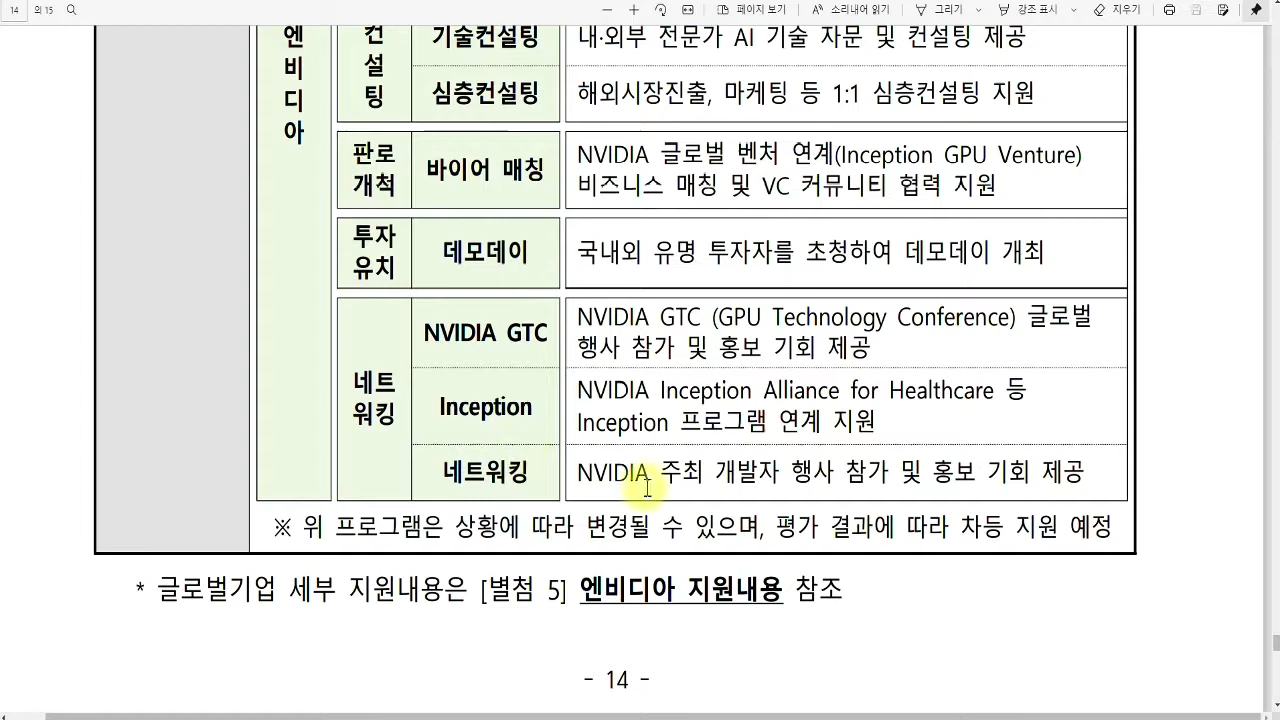 14 의 15 페이지 보기 소리내어 읽기 그리기 강조 표시 지우기
엔비디아
컨설팅
기술컨설팅
내·외부 전문가 AI 기술 자문 및 컨설팅 제공
심층컨설팅
해외시장진출, 마케팅 등 1:1 심층컨설팅 지원
판로
개척
바이어 매칭
NVIDIA 글로벌 벤처 연계(Inception GPU Venture)
비즈니스 매칭 및 VC 커뮤니티 협력 지원
투자
유치
데모데이
국내외 유명 투자자를 초청하여 데모데이 개최
네트
워킹
NVIDIA GTC
NVIDIA GTC (GPU Technology Conference) 글로벌
행사 참가 및 홍보 기회 제공
Inception
NVIDIA Inception Alliance for Healthcare 등
Inception 프로그램 연계 지원
네트워킹
NVIDIA 주최 개발자 행사 참가 및 홍보 기회 제공
※ 위 프로그램은 상황에 따라 변경될 수 있으며, 평가 결과에 따라 차등 지원 예정
* 글로벌기업 세부 지원내용은 [별첨 5] 엔비디아 지원내용 참조
- 14 -